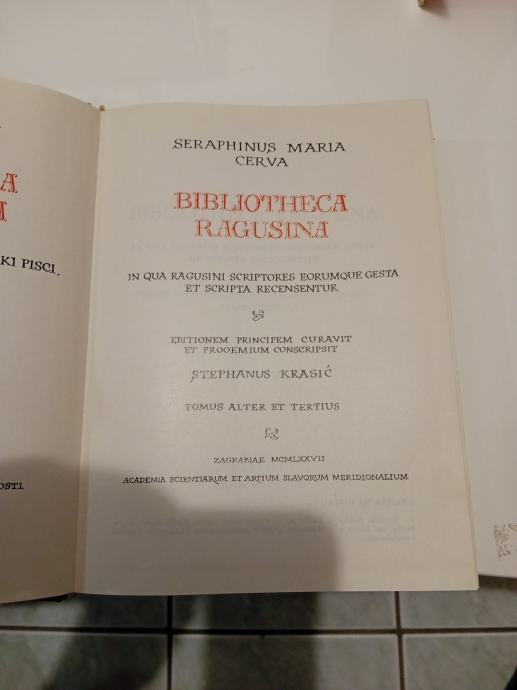 A
A
KI PISCI,
OSTI.
SERAPHINUS MARIA
CERVA
BIBLIOTHECA
RAGUSINA
IN QUA RAGUSINI SCRIPTORES EORUMQUE GESTA
ET SCRIPTA RECENSENTUR
EDITIONEM PRINCIPEM CURAVIT
ET PROOEMIUM CONSCRIPSIT
STEPHANUS KRASIĆ
TOMUS ALTER ET TERTIUS
ZAGRABIAE MCMLXXVII
ACADEMIA SCIENTIARUM ET ARTIUM SLAVORUM MERIDIONALIUM